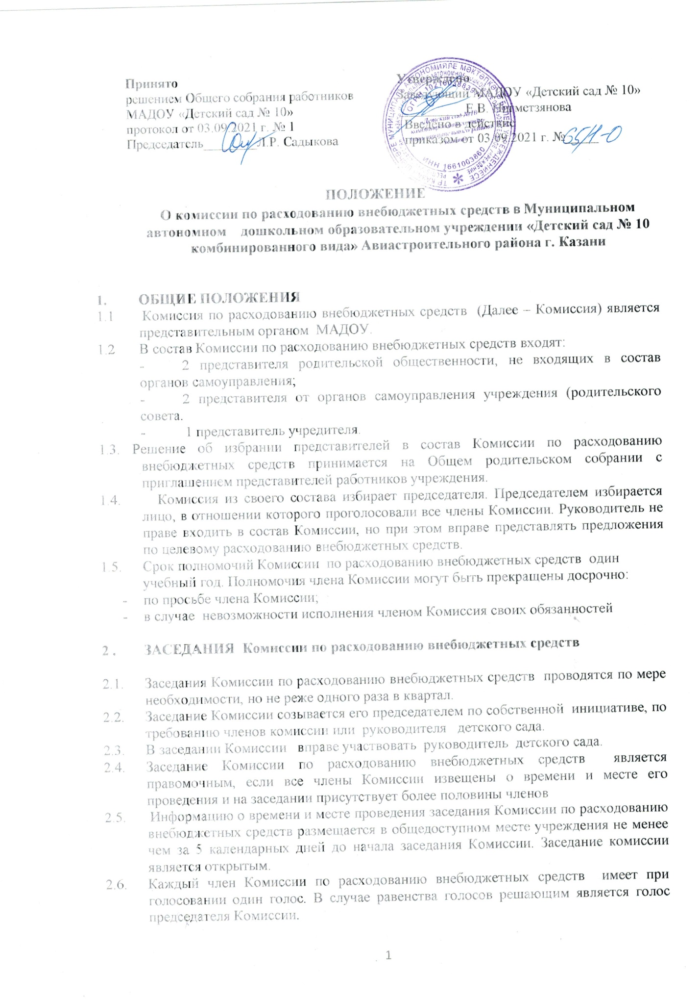 Принято
решением Общего собрания работников
МАДОУ «Детский сад № 10»
протокол от 03.09.2021 г. № 1
Председатель________Л.Р. Садыкова
Утверждено
Заведующий МАДОУ «Детский сад № 10»
Е.В. Нигметзянова
Введено в действие
приказом от 03.09.2021 г. № 65/1-О
ИНН 1661003860
ПОЛОЖЕНИЕ
О комиссии по расходованию внебюджетных средств в Муниципальном
автономном дошкольном образовательном учреждении «Детский сад № 10
комбинированного вида» Авиастроительного района г. Казани
1. ОБЩИЕ ПОЛОЖЕНИЯ
1.1 Комиссия по расходованию внебюджетных средств (Далее – Комиссия) является
представительным органом МАДОУ.
1.2 В состав Комиссии по расходованию внебюджетных средств входят:
- 2 представителя родительской общественности, не входящих в состав
органов самоуправления;
- 2 представителя от органов самоуправления учреждения (родительского
совета.
- 1 представитель учредителя.
1.3. Решение об избрании представителей в состав Комиссии по расходованию
внебюджетных средств принимается на Общем родительском собрании с
приглашением представителей работников учреждения.
1.4. Комиссия из своего состава избирает председателя. Председателем избирается
лицо, в отношении которого проголосовали все члены Комиссии. Руководитель не
праве входить в состав Комиссии, но при этом вправе представлять предложения
по целевому расходованию внебюджетных средств.
1.5. Срок полномочий Комиссии по расходованию внебюджетных средств один
учебный год. Полномочия члена Комиссии могут быть прекращены досрочно:
- по просьбе члена Комиссии;
- в случае невозможности исполнения членом Комиссия своих обязанностей
2 . ЗАСЕДАНИЯ Комиссии по расходованию внебюджетных средств
2.1. Заседания Комиссии по расходованию внебюджетных средств проводятся по мере
необходимости, но не реже одного раза в квартал.
2.2. Заседание Комиссии созывается его председателем по собственной инициативе, по
требованию членов комиссии или руководителя детского сада.
2.3. В заседании Комиссии вправе участвовать руководитель детского сада.
2.4. Заседание Комиссии по расходованию внебюджетных средств является
правомочным, если все члены Комиссии извещены о времени и месте его
проведения и на заседании присутствует более половины членов
2.5. Информацию о времени и месте проведения заседания Комиссии по расходованию
внебюджетных средств размещается в общедоступном месте учреждения не менее
чем за 5 календарных дней до начала заседания Комиссии. Заседание комиссии
является открытым.
2.6. Каждый член Комиссии по расходованию внебюджетных средств имеет при
голосовании один голос. В случае равенства голосов решающим является голос
председателя Комиссии.
1